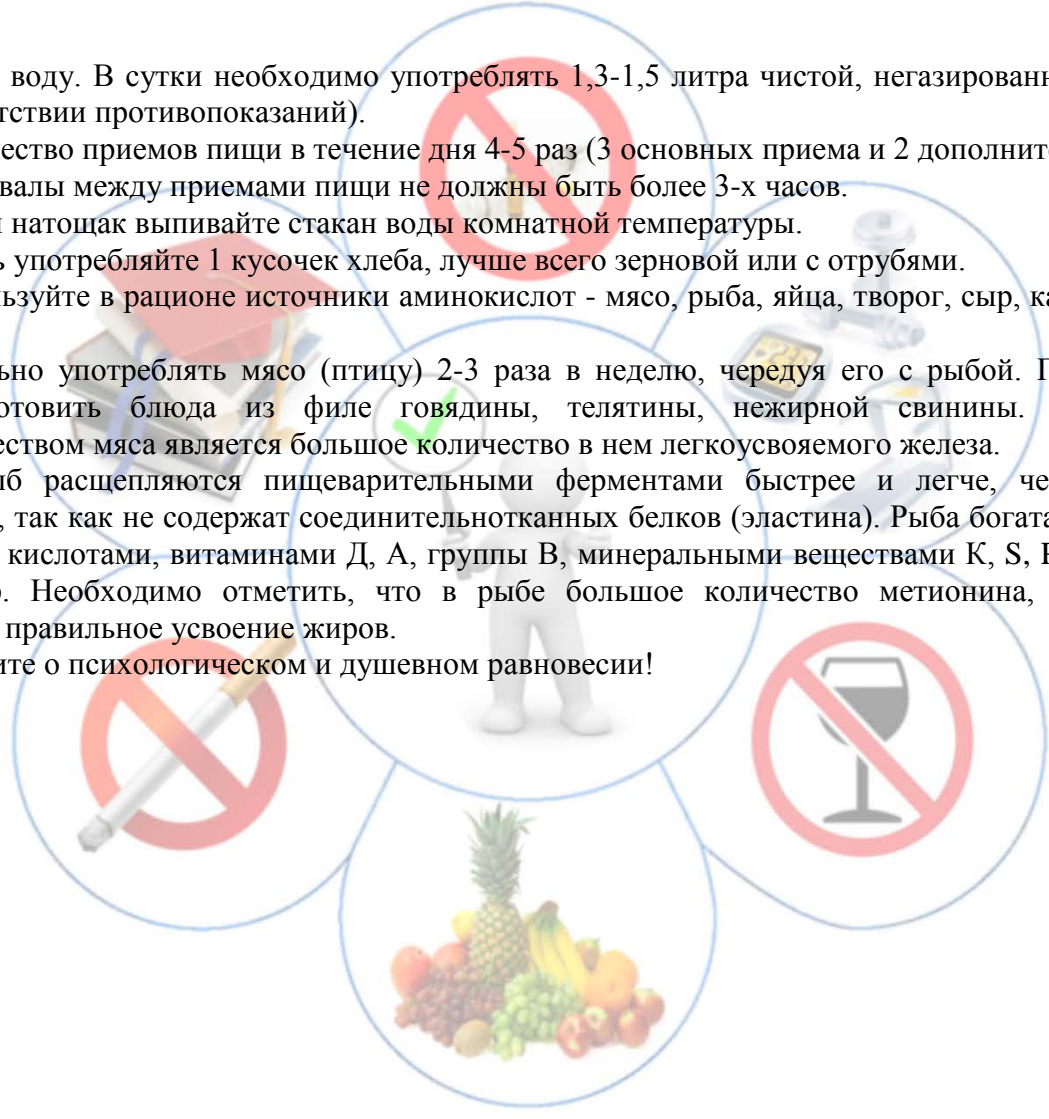 воду. В сутки необходимо употреблять 1,3-1,5 литра чистой, негазированн
тствии противопоказаний).
ество приемов пищи в течение дня 4-5 раз (3 основных приема и 2 дополнит
валы между приемами пищи не должны быть более 3-х часов.
натощак выпивайте стакан воды комнатной температуры.
ь употребляйте 1 кусочек хлеба, лучше всего зерновой или с отрубями.
льзуйте в рационе источники аминокислот - мясо, рыба, яйца, творог, сыр, ка
ьно употреблять мясо (птицу) 2-3 раза в неделю, чередуя его с рыбой. П
отовить блюда из филе говядины, телятины, нежирной свинины.
еством мяса является большое количество в нем легкоусвояемого железа.
ыб расщепляются пищеварительными ферментами быстрее и легче, че
, так как не содержат соединительнотканных белков (эластина). Рыба богата
кислотами, витаминами Д, А, группы В, минеральными веществами К, S, Р
о. Необходимо отметить, что в рыбе большое количество метионина,
правильное усвоение жиров.
ите о психологическом и душевном равновесии!